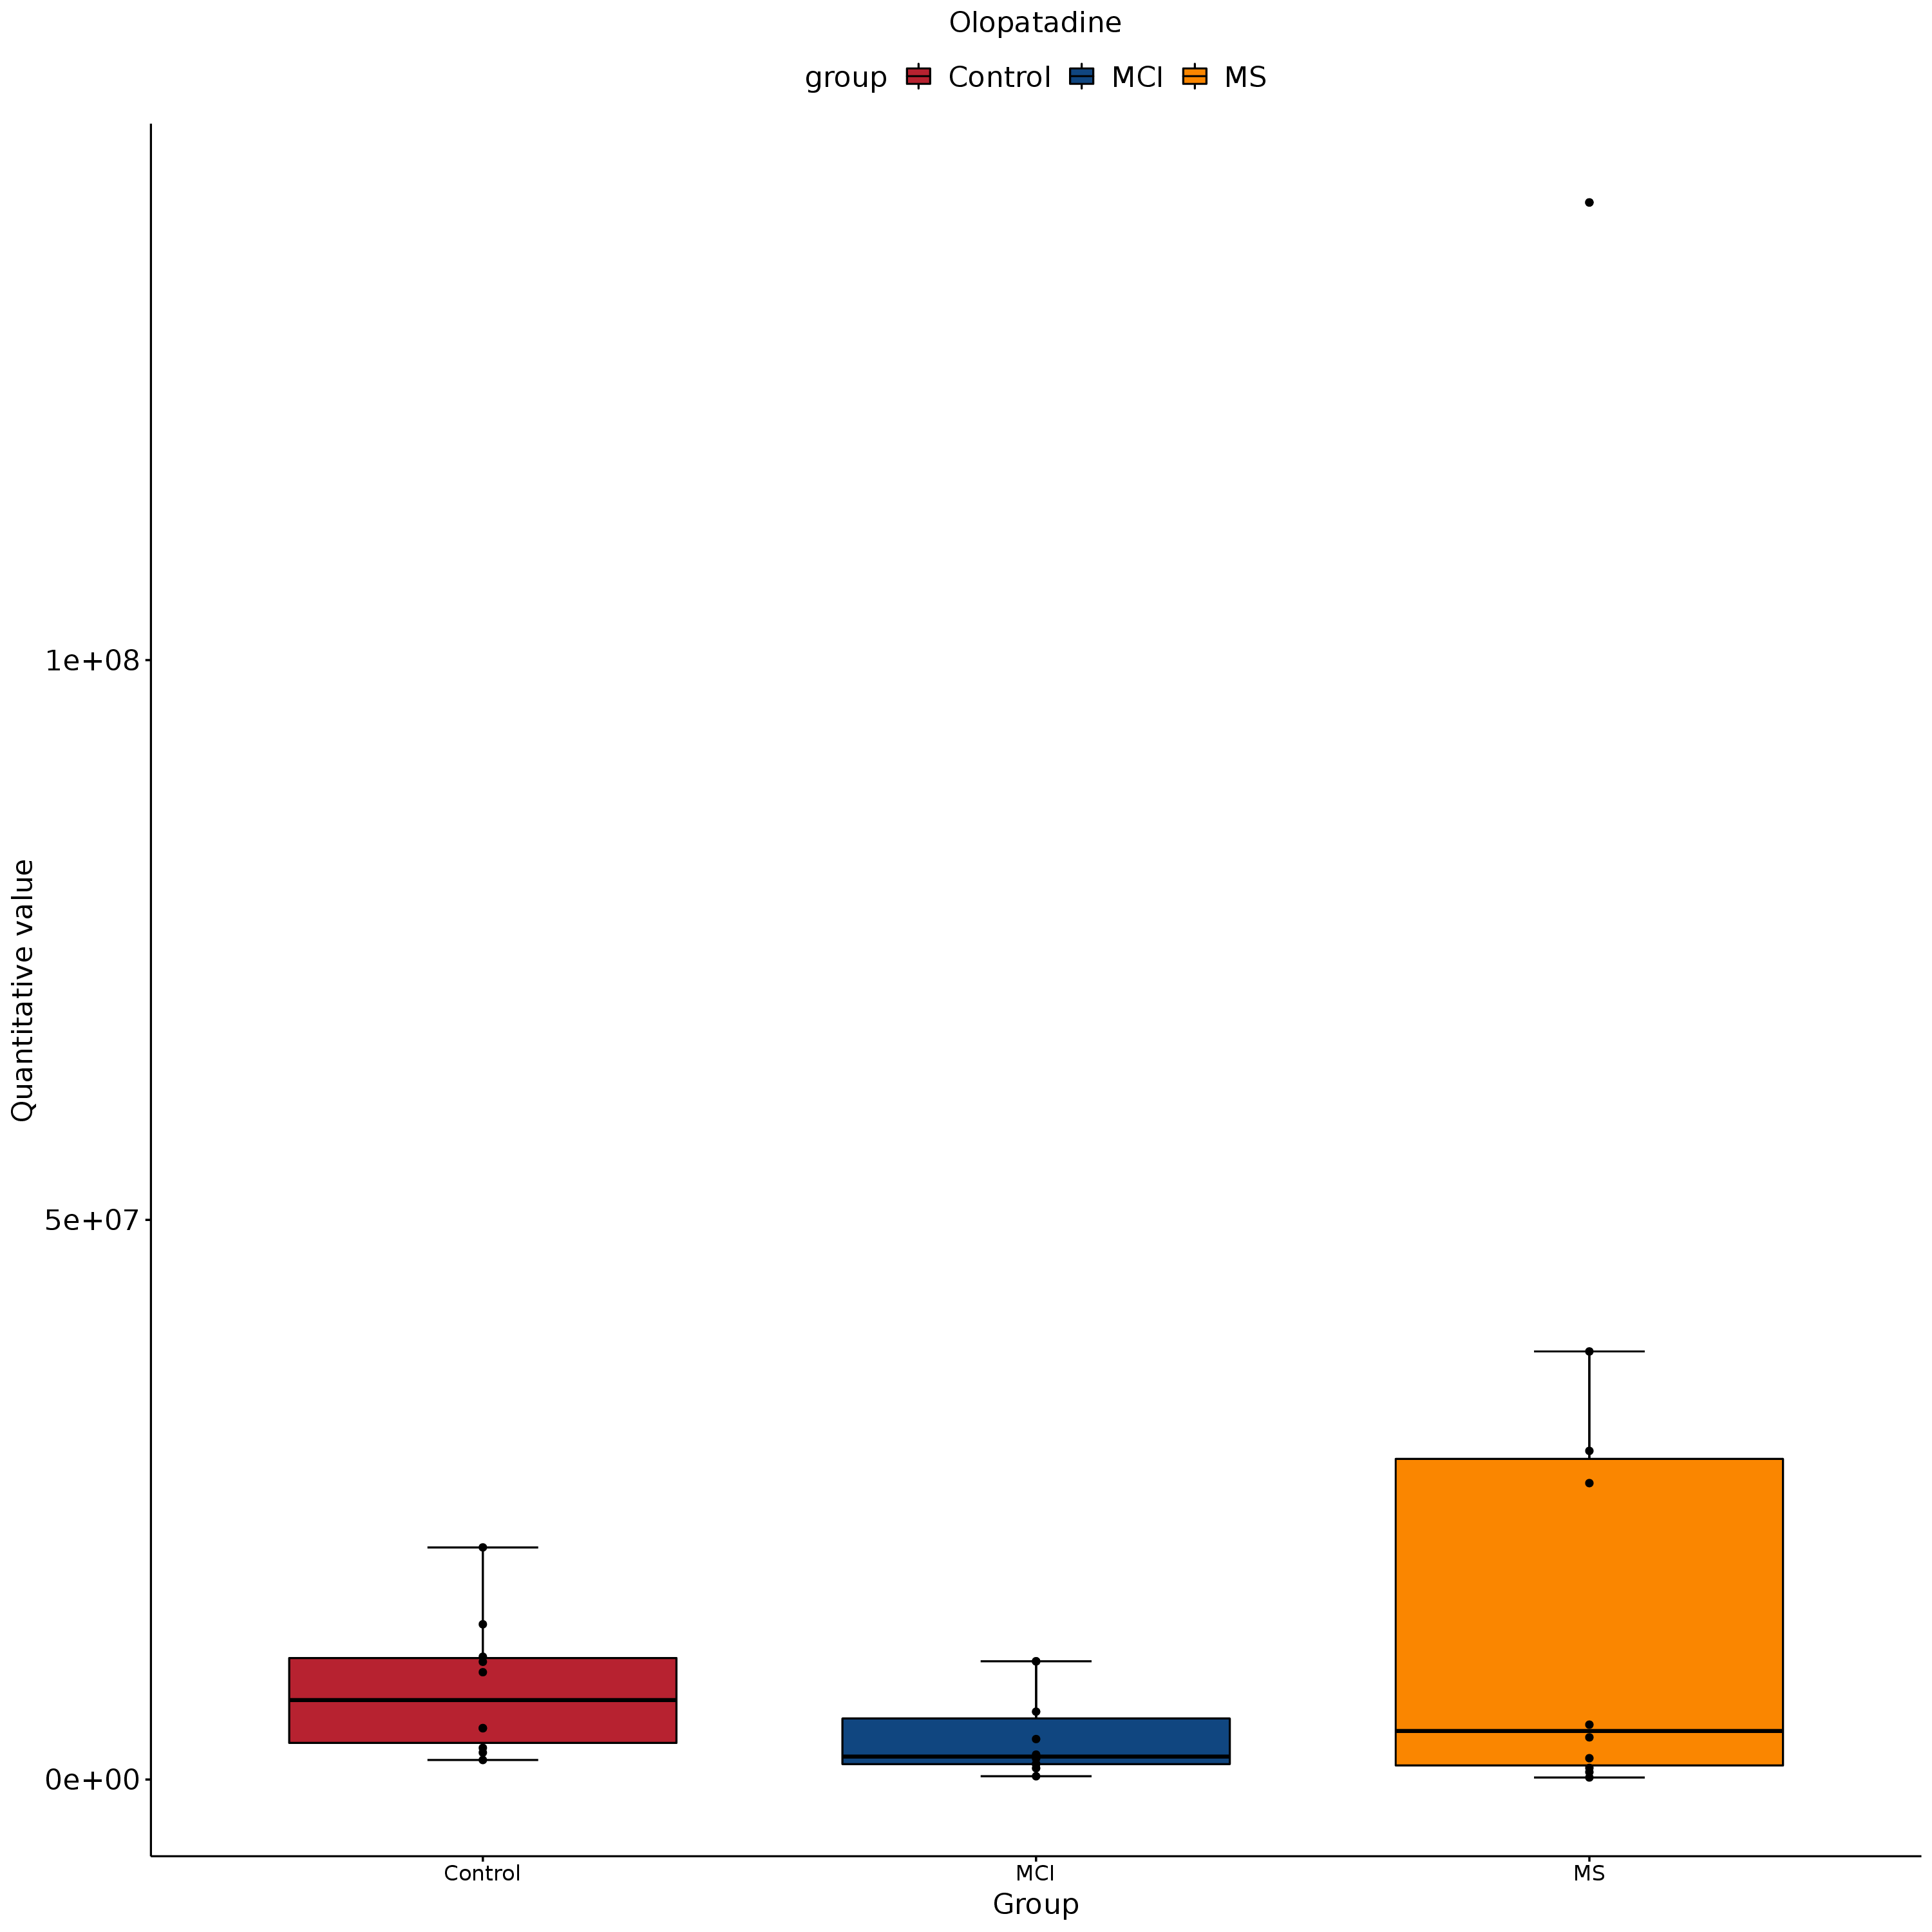 Olopatadine
group Control MCI MS
Quantitative value
1e+08
5e+07
0e+00
Control MCI MS
Group